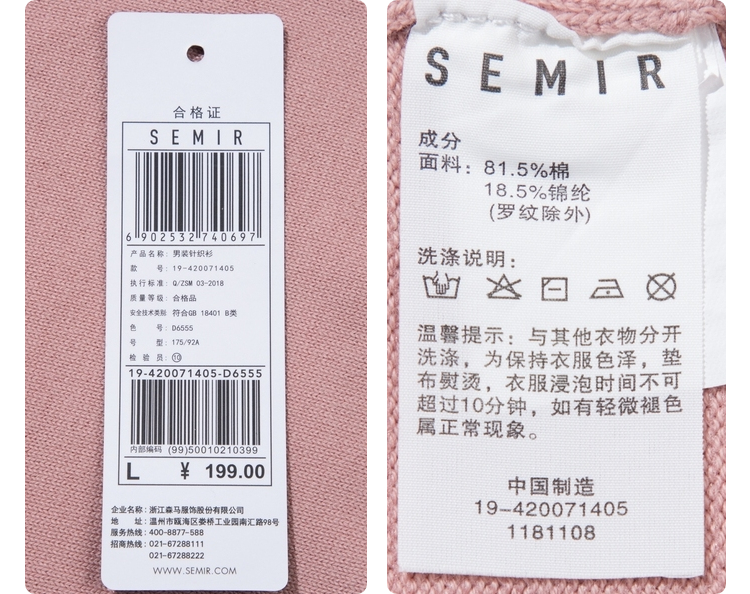 合格证
SEMIR
6 902532 740697
产品名称: 男装针织衫
款 号: 19-420071405
执行标准: Q/ZSM 03-2018
质量等级: 合格品
安全技术类别 符合GB 18401 B类
色 号: D6555
号 型: 175/92A
检 验 员: ⑩
19-420071405-D6555
内部编码 (99)50010210399
L ¥ 199.00
企业名称: 浙江森马服饰股份有限公司
地 址: 温州市瓯海区娄桥工业园南汇路98号
服务热线: 400-8877-588
招商热线: 021-67288111
021-67288222
WWW.SEMIR.COM
SEMIR
成分
面料: 81.5%棉
18.5%锦纶
(罗纹除外)
洗涤说明:
温馨提示: 与其他衣物分开
洗涤，为保持衣服色泽，垫
布熨烫，衣服浸泡时间不可
超过10分钟，如有轻微褪色
属正常现象。
中国制造
19-420071405
1181108